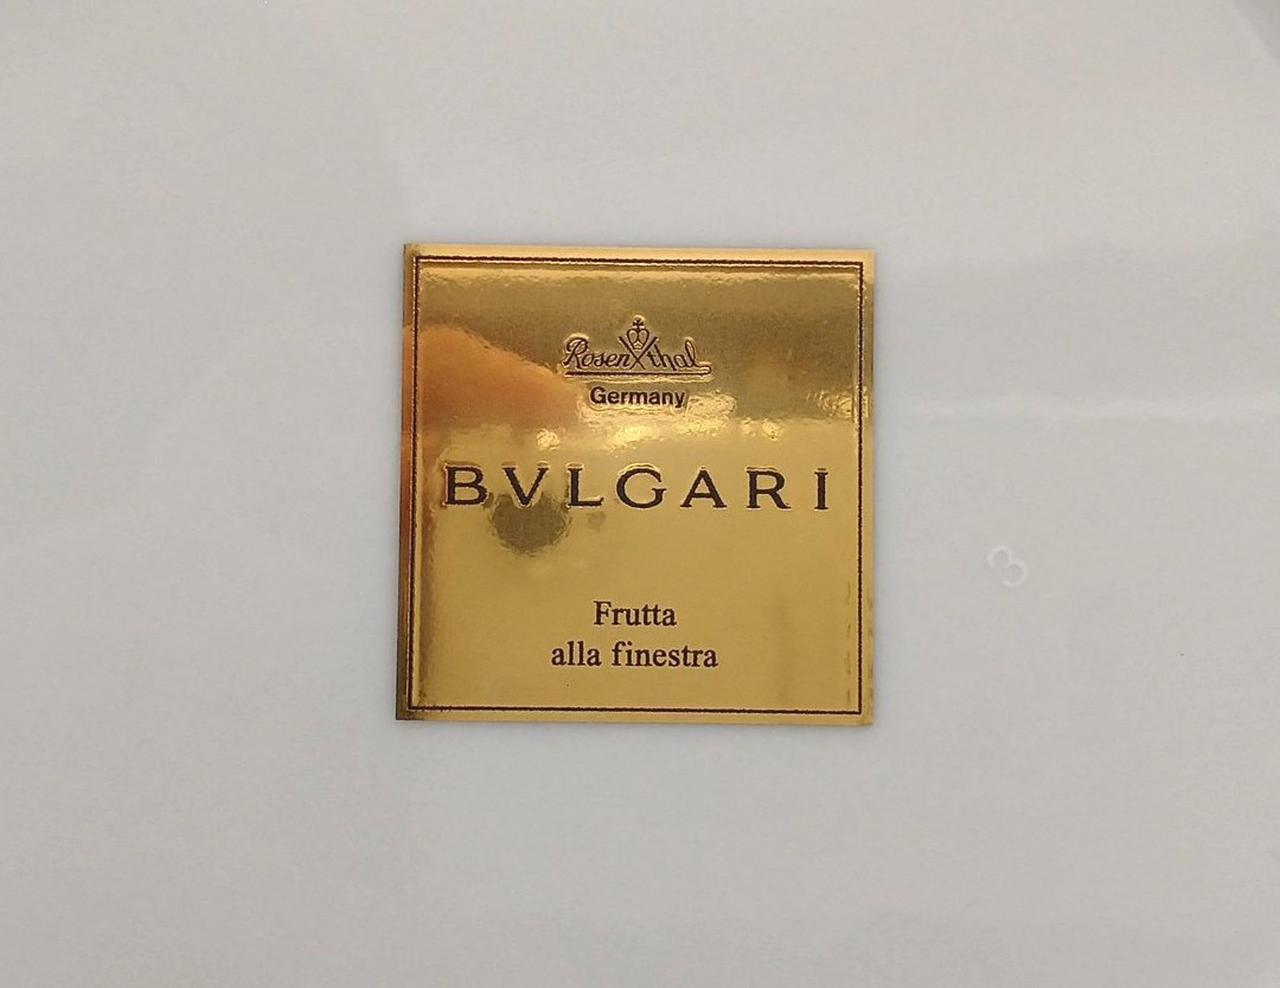 Rosenthal
Germany
BVLGARI
Frutta
alla finestra
3